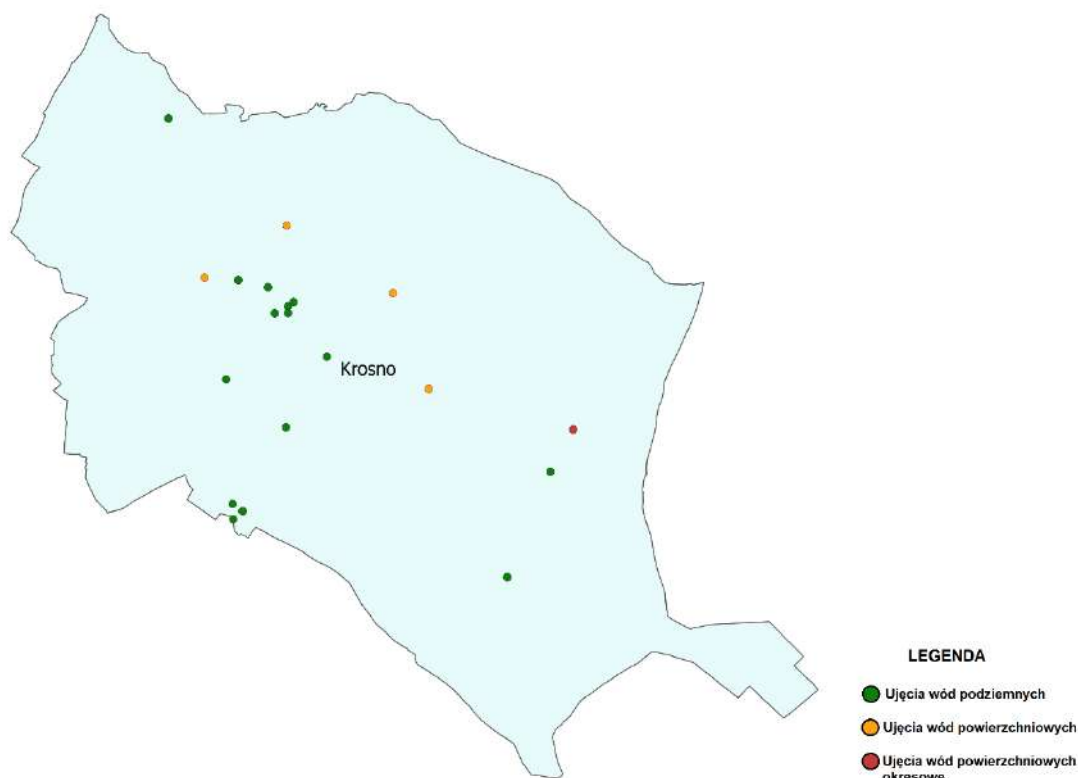 Krosno
LEGENDA
Ujęcia wód podziemnych
Ujęcia wód powierzchniowych
Ujęcia wód powierzchniowych
okresowe